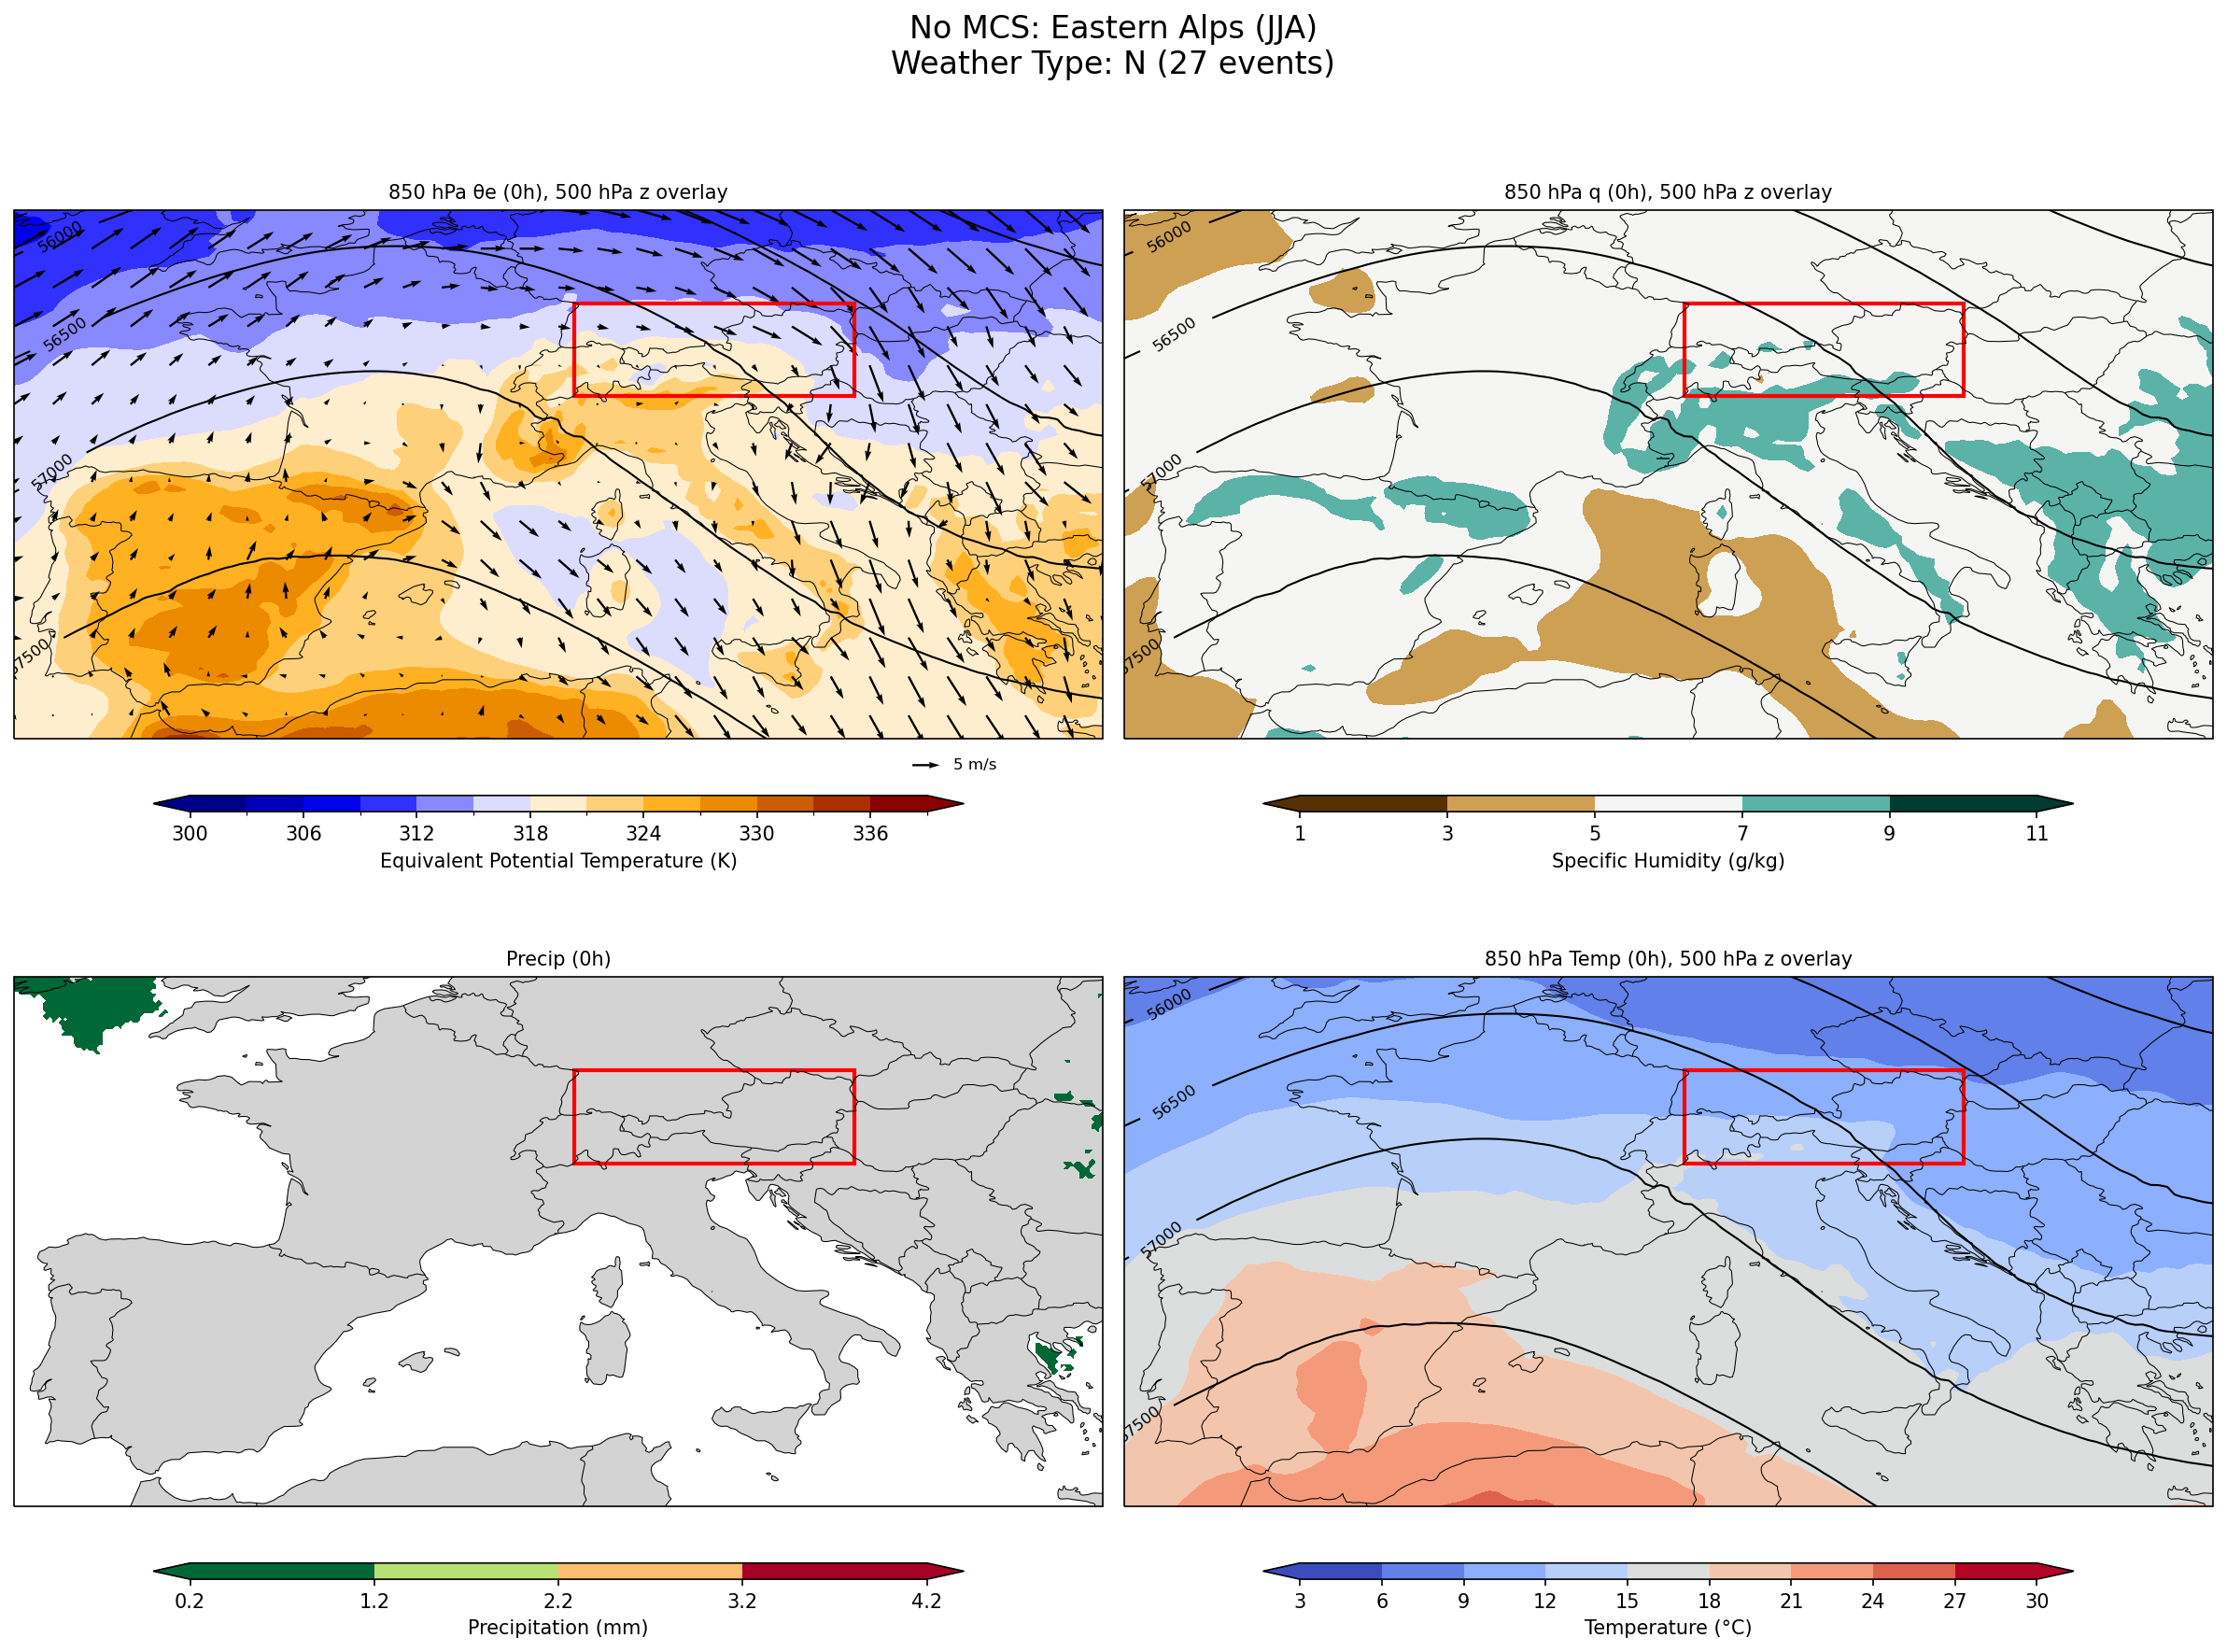 No MCS: Eastern Alps (JJA)
Weather Type: N (27 events)
850 hPa θe (0h), 500 hPa z overlay
56000
56500
57000
57500
5 m/s
300 306 312 318 324 330 336
Equivalent Potential Temperature (K)
850 hPa q (0h), 500 hPa z overlay
56000
56500
57000
57500
1 3 5 7 9 11
Specific Humidity (g/kg)
Precip (0h)
0.2 1.2 2.2 3.2 4.2
Precipitation (mm)
850 hPa Temp (0h), 500 hPa z overlay
56000
56500
57000
57500
3 6 9 12 15 18 21 24 27 30
Temperature (°C)